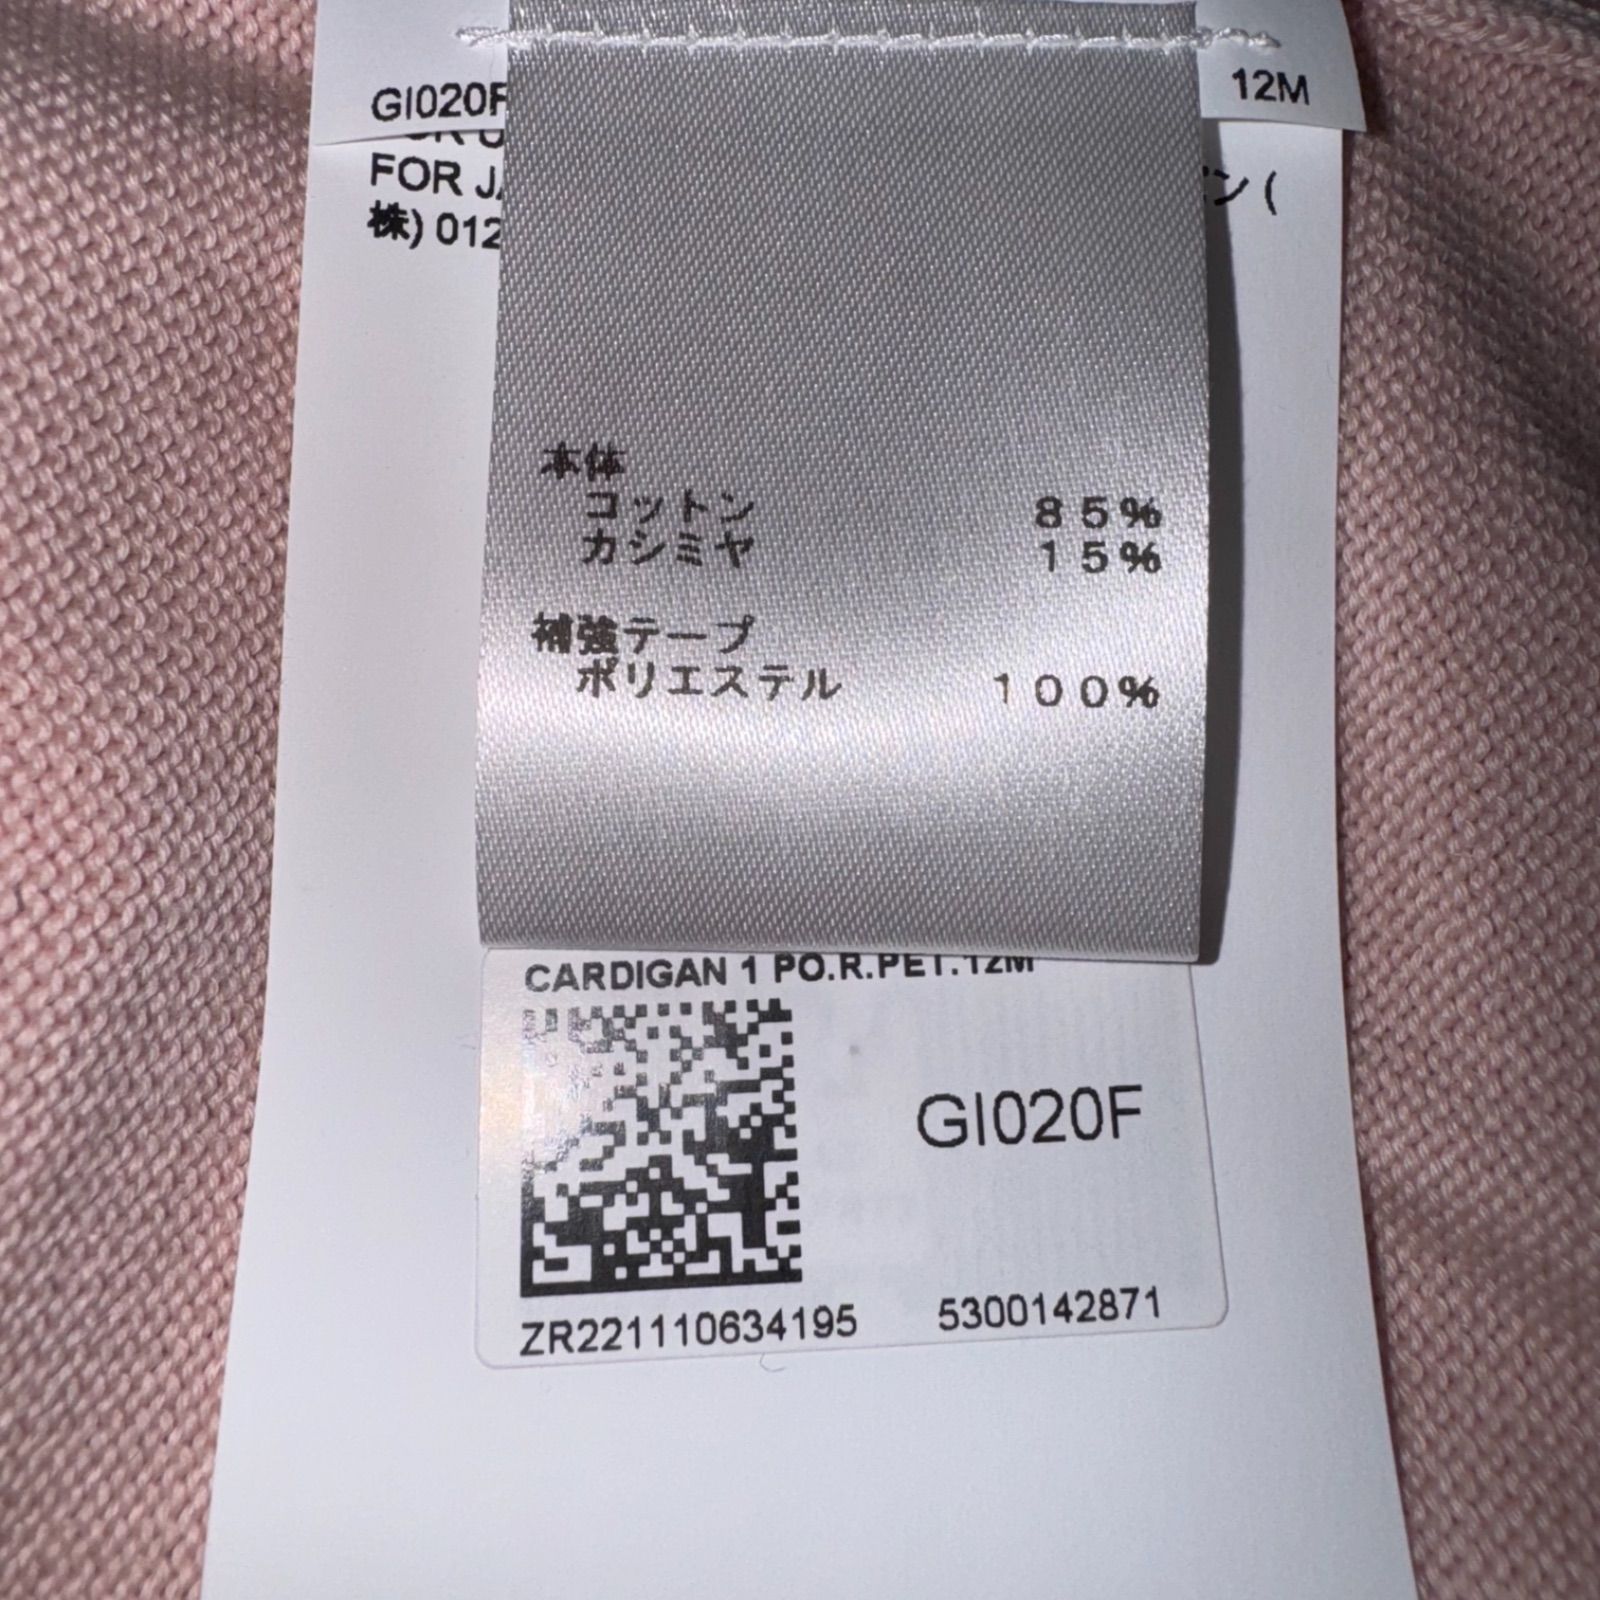 GI020F 12M
FOR
ン (
株) 012
本体
コットン 85%
カシミヤ 15%
補強テープ
ポリエステル 100%
CARDIGAN 1 PO.R.PET.12M
GI020F
ZR221110634195 5300142871